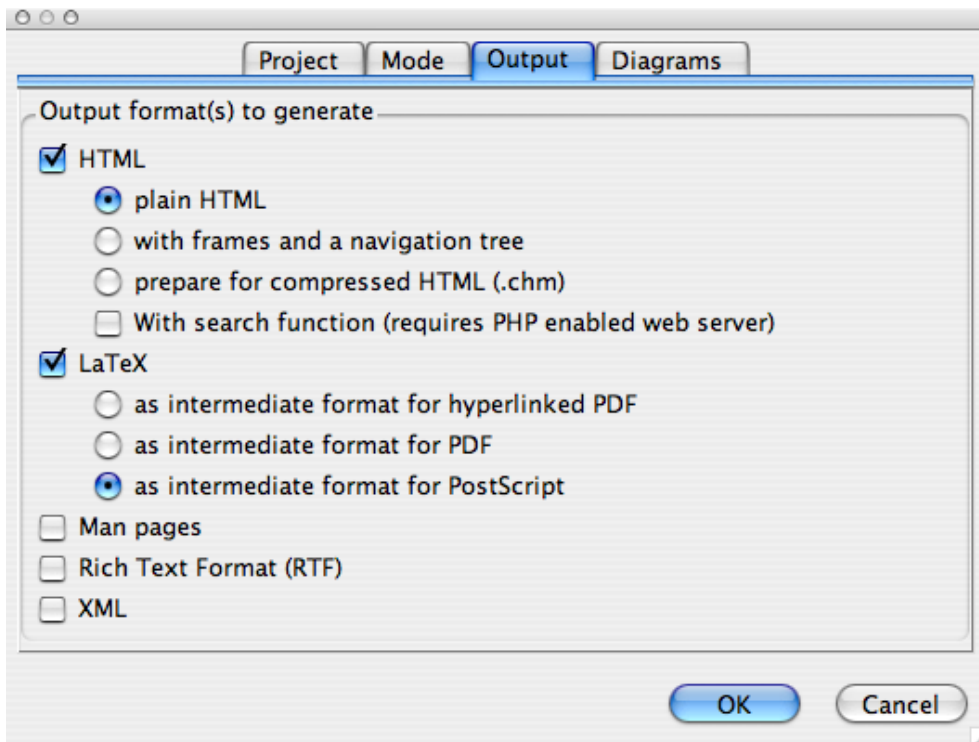 Project Mode Output Diagrams
Output format(s) to generate
HTML
plain HTML
with frames and a navigation tree
prepare for compressed HTML (.chm)
With search function (requires PHP enabled web server)
LaTeX
as intermediate format for hyperlinked PDF
as intermediate format for PDF
as intermediate format for PostScript
Man pages
Rich Text Format (RTF)
XML
OK Cancel